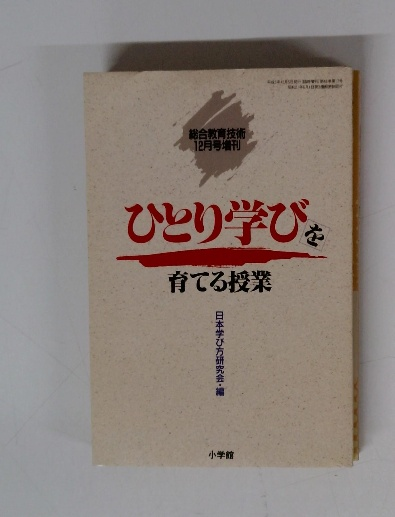 総合教育技術
12月号増刊
ひとり学びを
育てる授業
日本学び方研究会・編
小学館